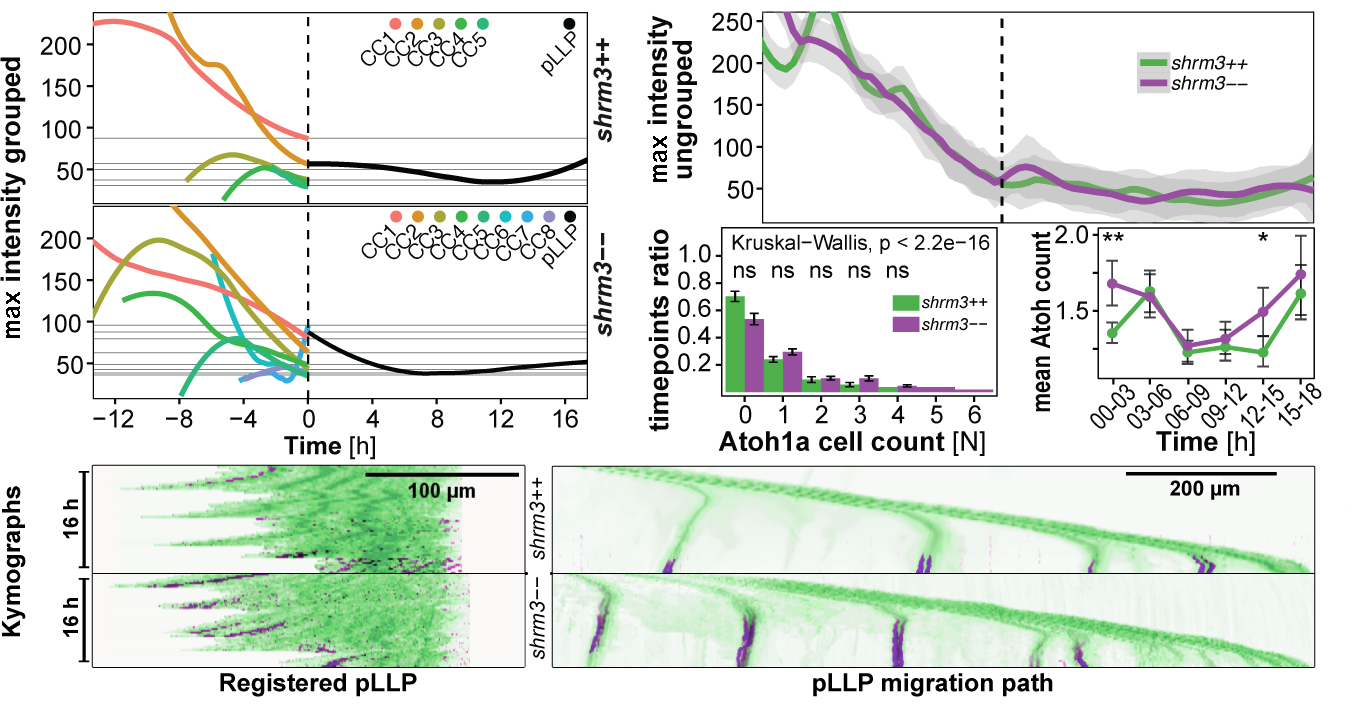 max intensity grouped
200
150
100
50
CC1
CC2
CC3
CC4
CC5
pLLP
shrm3++
200
150
100
50
CC1
CC2
CC3
CC4
CC5
CC6
CC7
CC8
pLLP
shrm3−−
−12
−8
−4
0
4
8
12
16
Time [h]
max intensity
ungrouped
250
200
150
100
50
shrm3++
shrm3−−
timepoints ratio
1.0
0.8
0.6
0.4
0.2
Kruskal−Wallis, p < 2.2e−16
ns ns ns ns ns
shrm3++
shrm3−−
0 1 2 3 4 5 6
Atoh1a cell count [N]
mean Atoh count
2.0
1.5
** *
00-03
03-06
06-09
09-12
12-15
15-18
Time [h]
Kymographs
16 h
16 h
100 µm
shrm3++
shrm3−−
200 µm
Registered pLLP
pLLP migration path